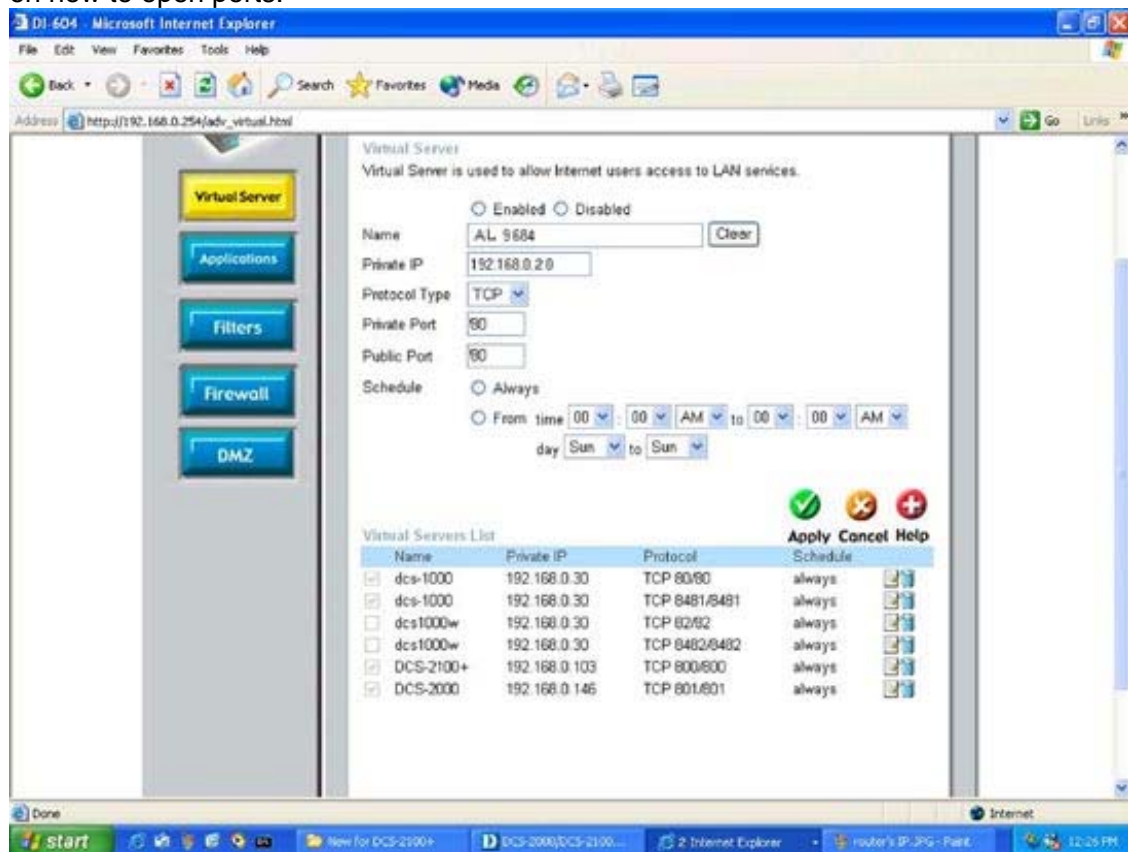 on how to open ports.
DI-604 - Microsoft Internet Explorer
File Edit View Favorites Tools Help
Back Search Favorites Media
Address http://192.168.0.254/adv_virtual.html Go Links
Virtual Server
Virtual Server is used to allow Internet users access to LAN services.
Virtual Server
Enabled Disabled
Name AL 9684 Clear
Applications
Private IP 192.168.0.20
Protocol Type TCP
Filters
Private Port 80
Public Port 80
Firewall
Schedule Always
From time 00 : 00 AM to 00 : 00 AM
day Sun to Sun
DMZ
Apply Cancel Help
Virtual Servers List
Name Private IP Protocol Schedule
dcs-1000 192.168.0.30 TCP 80/80 always
dcs-1000 192.168.0.30 TCP 8481/8481 always
dcs1000w 192.168.0.30 TCP 82/82 always
dcs1000w 192.168.0.30 TCP 8482/8482 always
DCS-2100+ 192.168.0.103 TCP 800/800 always
DCS-2000 192.168.0.146 TCP 801/801 always
Done Internet
start New for DCS-2100+ DCS-2000/DCS-2100... 2 Internet Explorer router's IP.JPG - Paint 12:26 PM